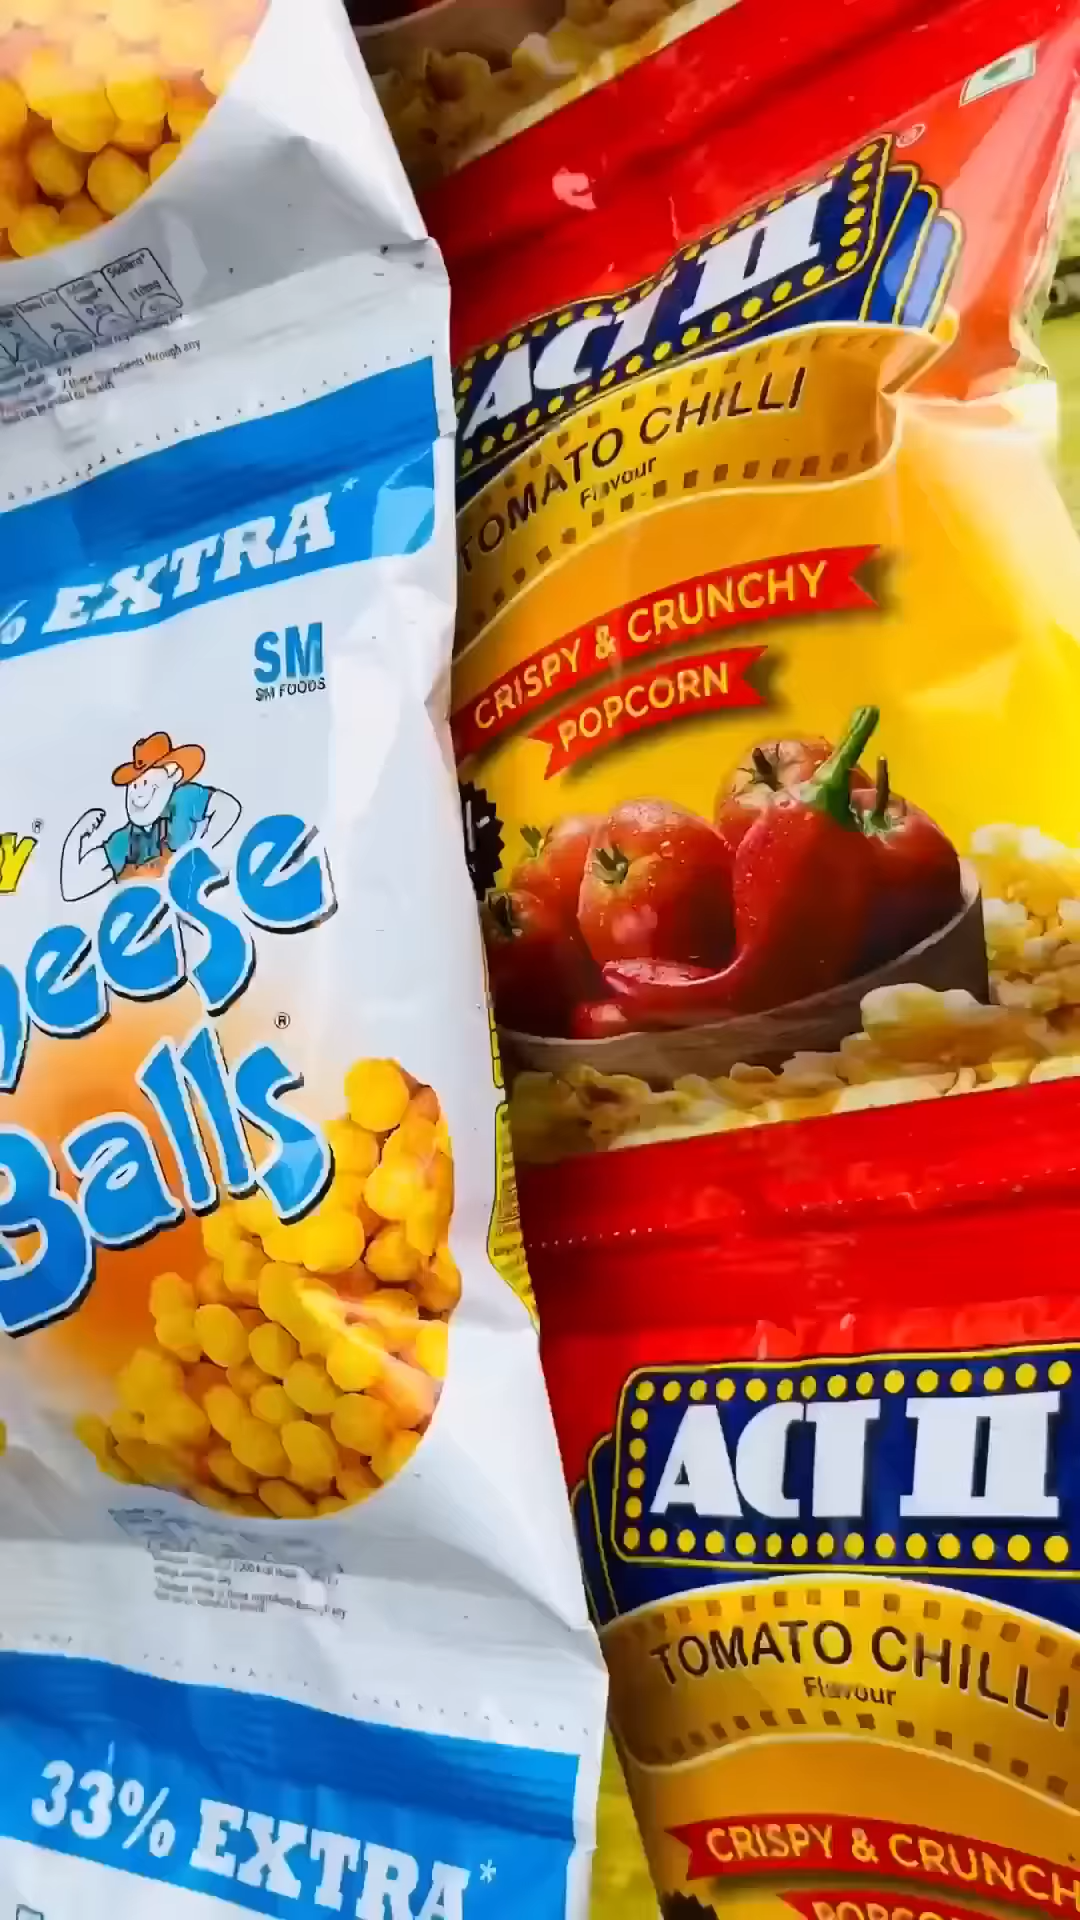 % EXTRA*
SM
SM FOODS
Y®
Cheese
Balls®
33% EXTRA*
ACT II®
TOMATO CHILLI
Flavour
CRISPY & CRUNCHY
POPCORN
ACT II
TOMATO CHILLI
Flavour
CRISPY & CRUNCH